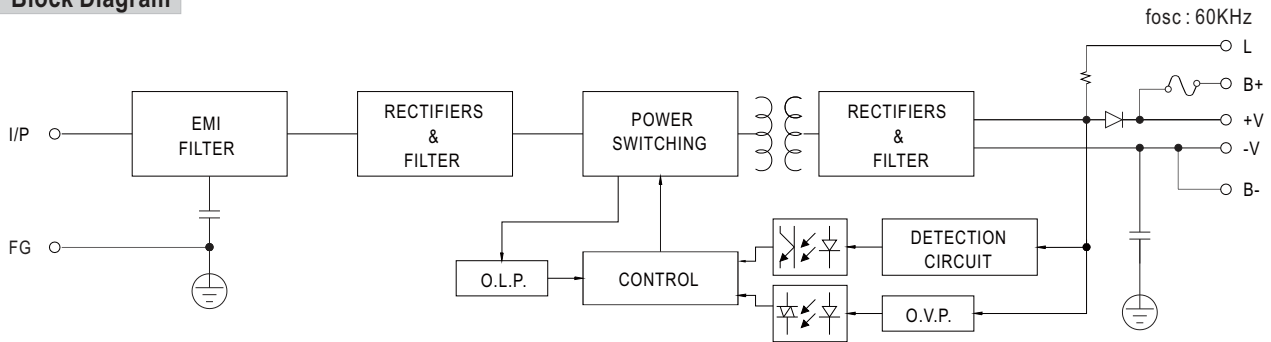 Block Diagram
fosc : 60KHz
L
B+
+V
-V
B-
I/P
EMI
FILTER
RECTIFIERS
&
FILTER
POWER
SWITCHING
RECTIFIERS
&
FILTER
FG
O.L.P.
CONTROL
DETECTION
CIRCUIT
O.V.P.